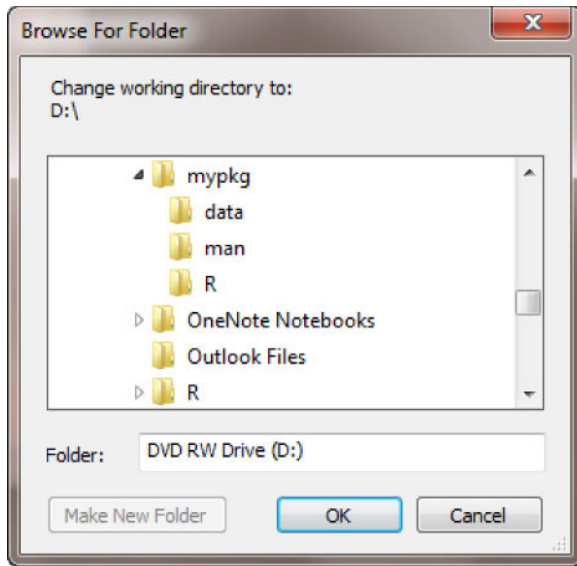 Browse For Folder
Change working directory to:
D:\
mypkg
data
man
R
OneNote Notebooks
Outlook Files
R
Folder: DVD RW Drive (D:)
Make New Folder OK Cancel